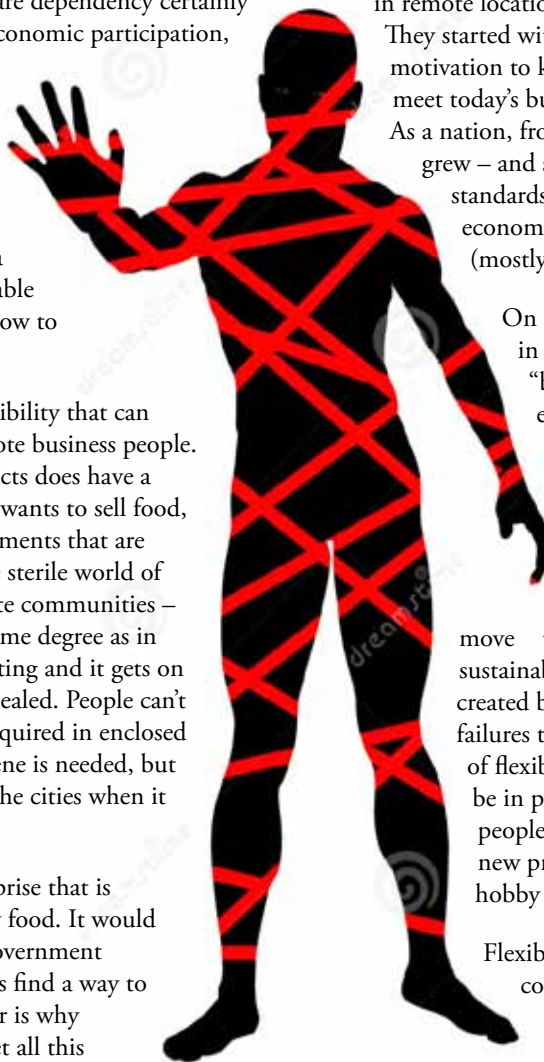 are dependency certainly
conomic participation,
able
ow to
ibility that can
ote business people.
cts does have a
wants to sell food,
ments that are
sterile world of
te communities –
me degree as in
ting and it gets on
ealed. People can’t
quired in enclosed
ene is needed, but
he cities when it
prise that is
food. It would
overnment
s find a way to
r is why
t all this
in remote locatio
They started wi
motivation to k
meet today’s bu
As a nation, fro
grew – and
standards
econom
(mostly
On
in
move
sustainab
created b
failures t
of flexib
be in p
people
new pr
hobby
Flexib
co
dreamstime